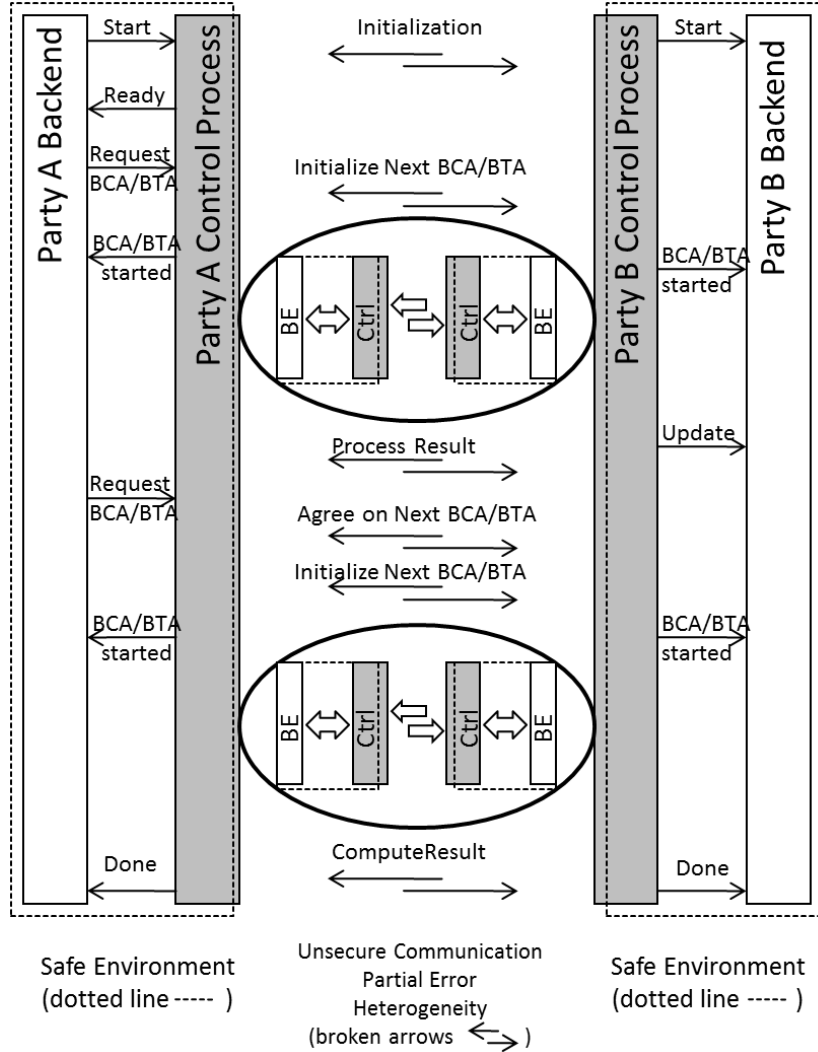 Start
Initialization
Start
Party A Backend
Party A Control Process
Party B Control Process
Party B Backend
Ready
Request
BCA/BTA
Initialize Next BCA/BTA
BCA/BTA
started
BCA/BTA
started
BE
Ctrl
Ctrl
BE
Process Result
Update
Request
BCA/BTA
Agree on Next BCA/BTA
Initialize Next BCA/BTA
BCA/BTA
started
BCA/BTA
started
BE
Ctrl
Ctrl
BE
Done
ComputeResult
Done
Safe Environment
(dotted line ----- )
Unsecure Communication
Partial Error
Heterogeneity
(broken arrows )
Safe Environment
(dotted line ----- )